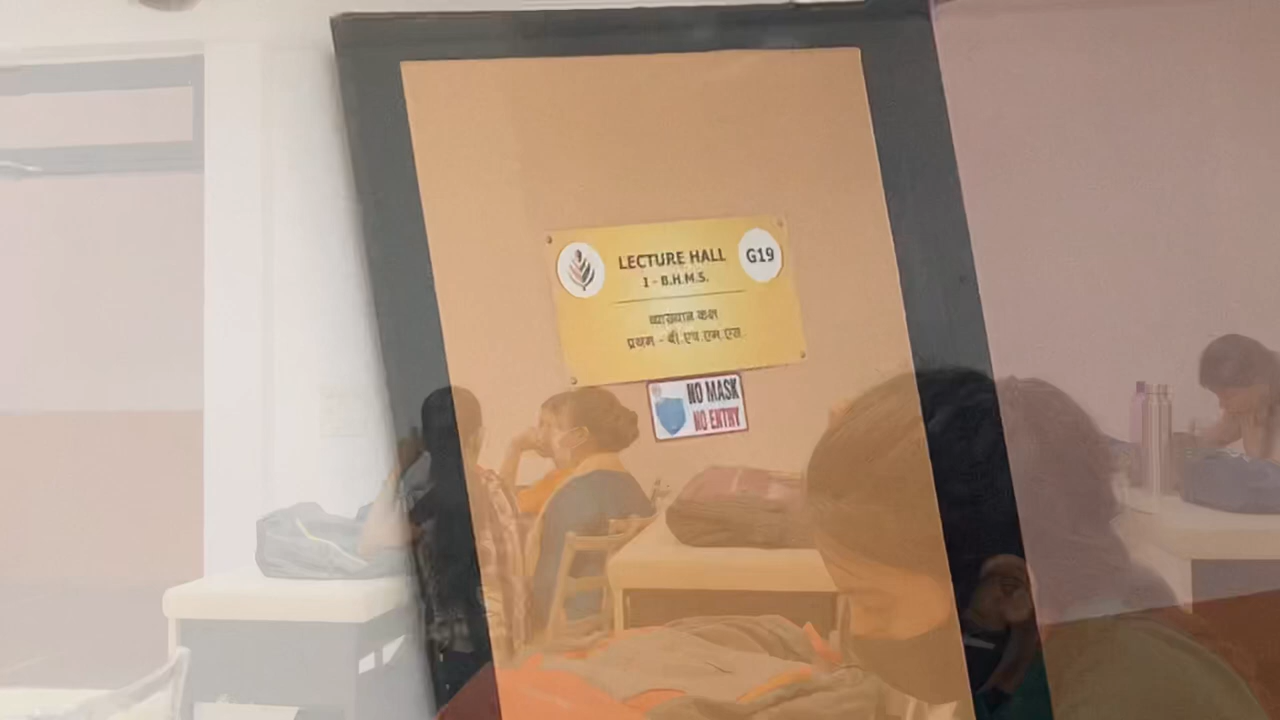 LECTURE HALL
G19
I - B.H.M.S.
व्याख्यान कक्ष
प्रथम - बी.एच.एम.एस.
NO MASK
NO ENTRY